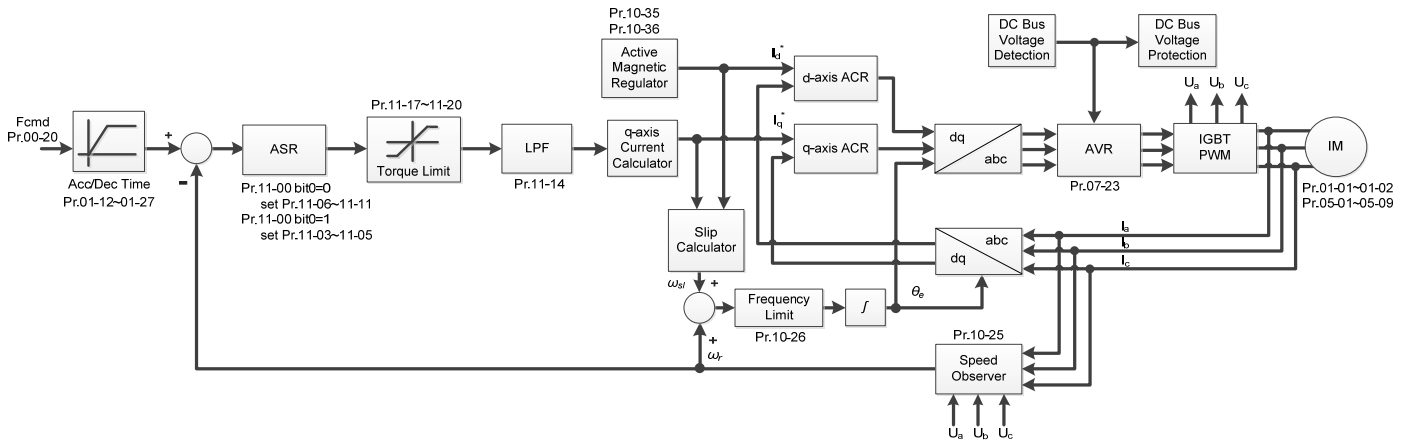 Fcmd
Pr.00-20
Acc/Dec Time
Pr.01-12~01-27
+
-
ASR
Pr.11-00 bit0=0
set Pr.11-06~11-11
Pr.11-00 bit0=1
set Pr.11-03~11-05
Pr.11-17~11-20
Torque Limit
LPF
Pr.11-14
Pr.10-35
Pr.10-36
Active
Magnetic
Regulator
q-axis
Current
Calculator
Id*
Iq*
d-axis ACR
q-axis ACR
dq
abc
DC Bus
Voltage
Detection
DC Bus
Voltage
Protection
AVR
Pr.07-23
Ua Ub Uc
IGBT
PWM
IM
Pr.01-01~01-02
Pr.05-01~05-09
Slip
Calculator
ωsl
+
+
ωr
Frequency
Limit
Pr.10-26
∫
θe
abc
dq
Ia
Ib
Ic
Pr.10-25
Speed
Observer
Ua Ub Uc